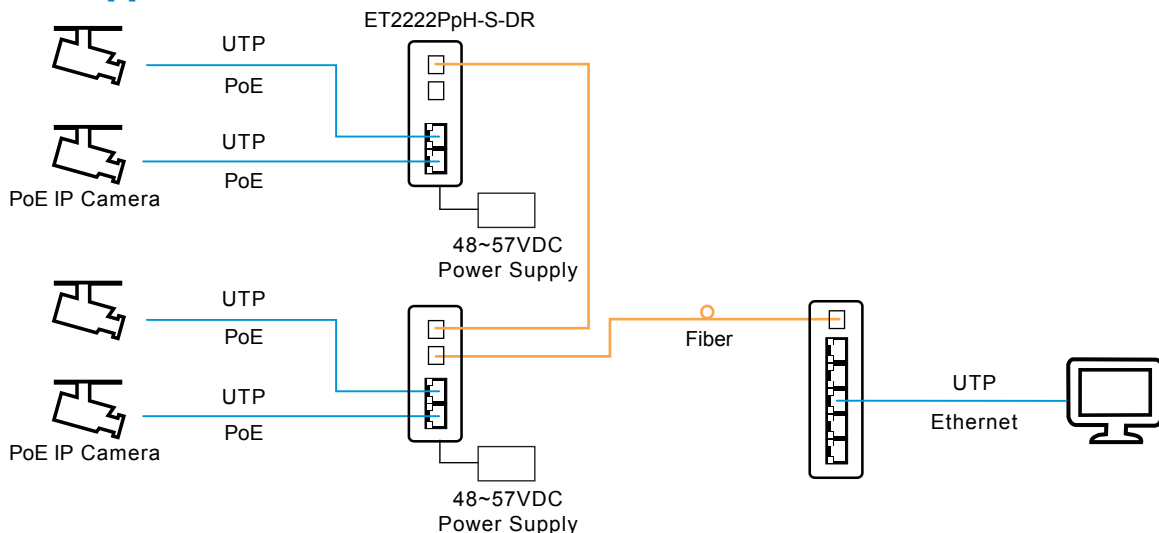 ET2222PpH-S-DR
UTP
PoE
UTP
PoE
PoE IP Camera
48~57VDC
Power Supply
UTP
PoE
UTP
PoE
PoE IP Camera
48~57VDC
Power Supply
Fiber
UTP
Ethernet